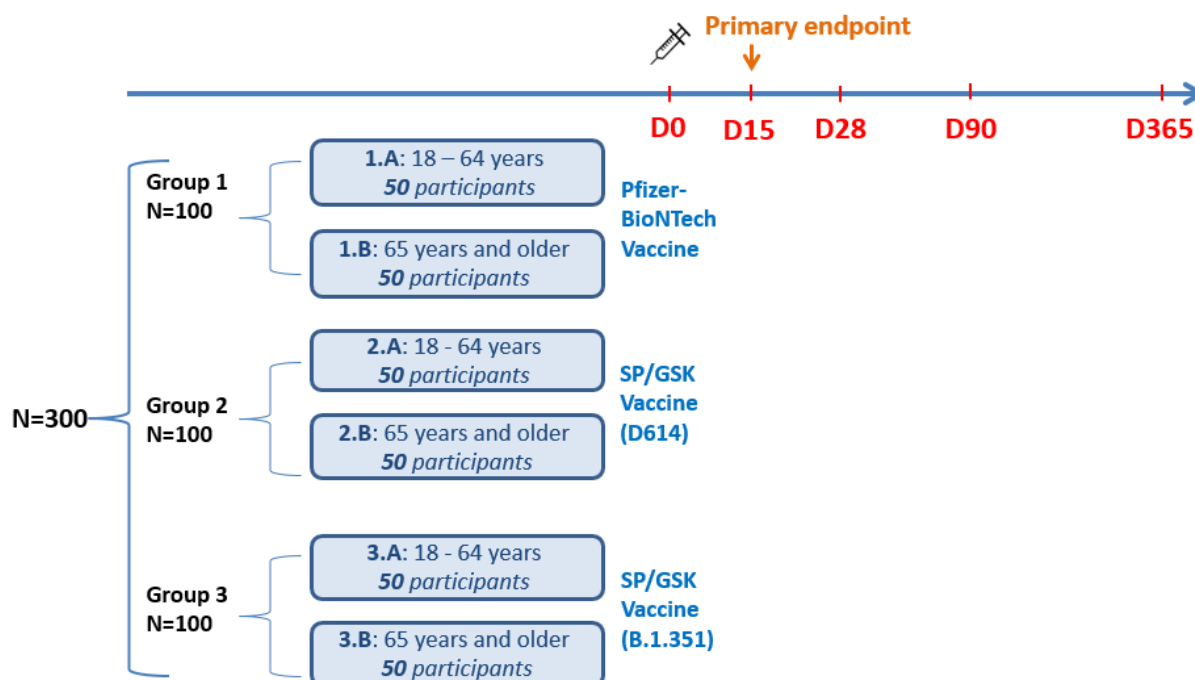 Primary endpoint
D0
D15
D28
D90
D365
N=300
Group 1
N=100
1.A: 18 – 64 years
50 participants
1.B: 65 years and older
50 participants
Pfizer-
BioNTech
Vaccine
Group 2
N=100
2.A: 18 - 64 years
50 participants
2.B: 65 years and older
50 participants
SP/GSK
Vaccine
(D614)
Group 3
N=100
3.A: 18 - 64 years
50 participants
3.B: 65 years and older
50 participants
SP/GSK
Vaccine
(B.1.351)